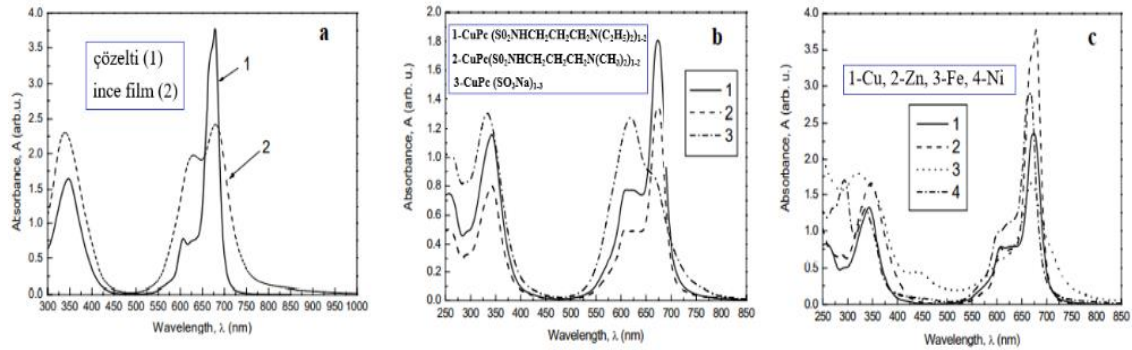 a
çözelti (1)
ince film (2)
1
2
Absorbance, A (arb. u.)
4.0
3.5
3.0
2.5
2.0
1.5
1.0
0.5
0.0
300 350 400 450 500 550 600 650 700 750 800 850 900 950 1000
Wavelength, λ (nm)
b
1-CuPc (S0₂NHCH₂CH₂CH₂N(C₂H₂)₂)₁₋₂
2-CuPc(S0₂NHCH₂CH₂CH₂N(CH₃)₂)₁₋₂
3-CuPc (SO₃Na)₁₋₃
1
2
3
Absorbance, A (arb. u.)
2.0
1.8
1.6
1.4
1.2
1.0
0.8
0.6
0.4
0.2
0.0
250 300 350 400 450 500 550 600 650 700 750 800 850
Wavelength, λ (nm)
c
1-Cu, 2-Zn, 3-Fe, 4-Ni
1
2
3
4
Absorbance, A (arb. u.)
4.0
3.5
3.0
2.5
2.0
1.5
1.0
0.5
0.0
250 300 350 400 450 500 550 600 650 700 750 800 850
Wavelength, λ (nm)